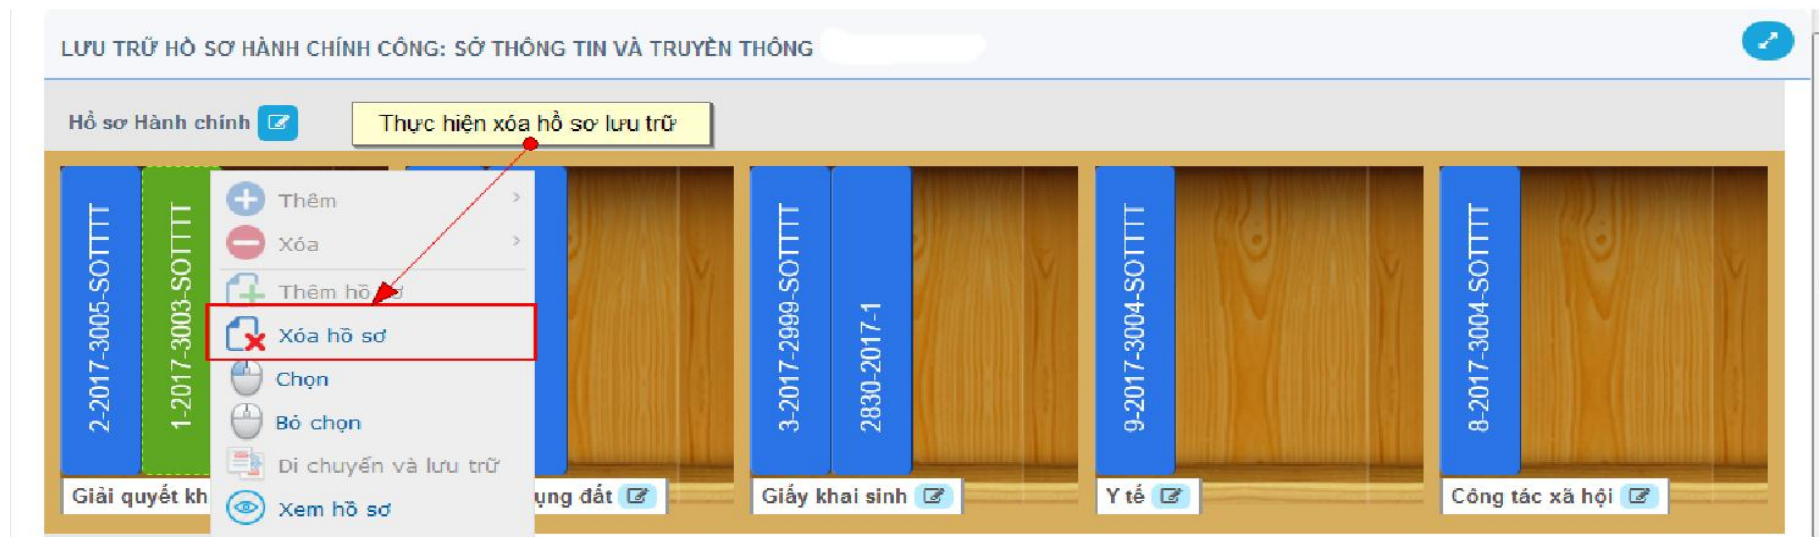 LƯU TRỮ HỒ SƠ HÀNH CHÍNH CÔNG: SỞ THÔNG TIN VÀ TRUYỀN THÔNG
Hồ sơ Hành chính
Thực hiện xóa hồ sơ lưu trữ
2-2017-3005-SOTTTT
1-2017-3003-SOTTTT
Thêm
Xóa
Thêm hồ
Xóa hồ sơ
Chọn
Bỏ chọn
Di chuyển và lưu trữ
Xem hồ sơ
3-2017-2999-SOTTTT
2830-2017-1
9-2017-3004-SOTTTT
8-2017-3004-SOTTTT
Giải quyết kh
ụng đất
Giấy khai sinh
Y tế
Công tác xã hội